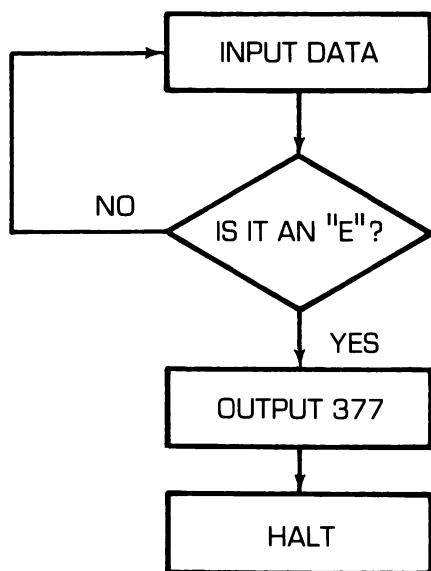 INPUT DATA
NO
IS IT AN "E"?
YES
OUTPUT 377
HALT